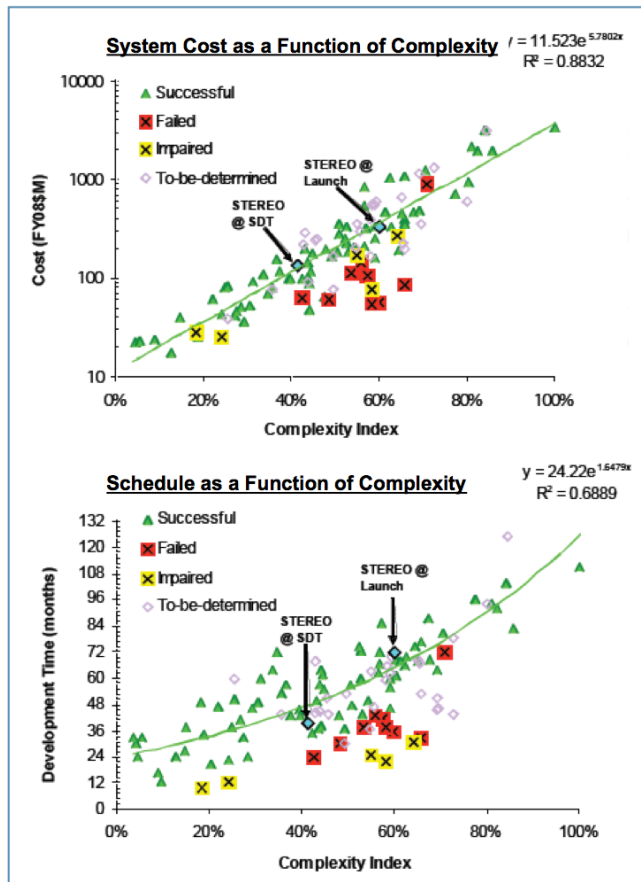 System Cost as a Function of Complexity
y = 11.523e^5.7802x
R² = 0.8832
10000
1000
100
10
Cost (FY08$M)
Successful
Failed
Impaired
To-be-determined
STEREO @
Launch
STEREO
@ SDT
0% 20% 40% 60% 80% 100%
Complexity Index
Schedule as a Function of Complexity
y = 24.22e^1.6479x
R² = 0.6889
132
120
108
96
84
72
60
48
36
24
12
0
Development Time (months)
Successful
Failed
Impaired
To-be-determined
STEREO @
Launch
STEREO
@ SDT
0% 20% 40% 60% 80% 100%
Complexity Index